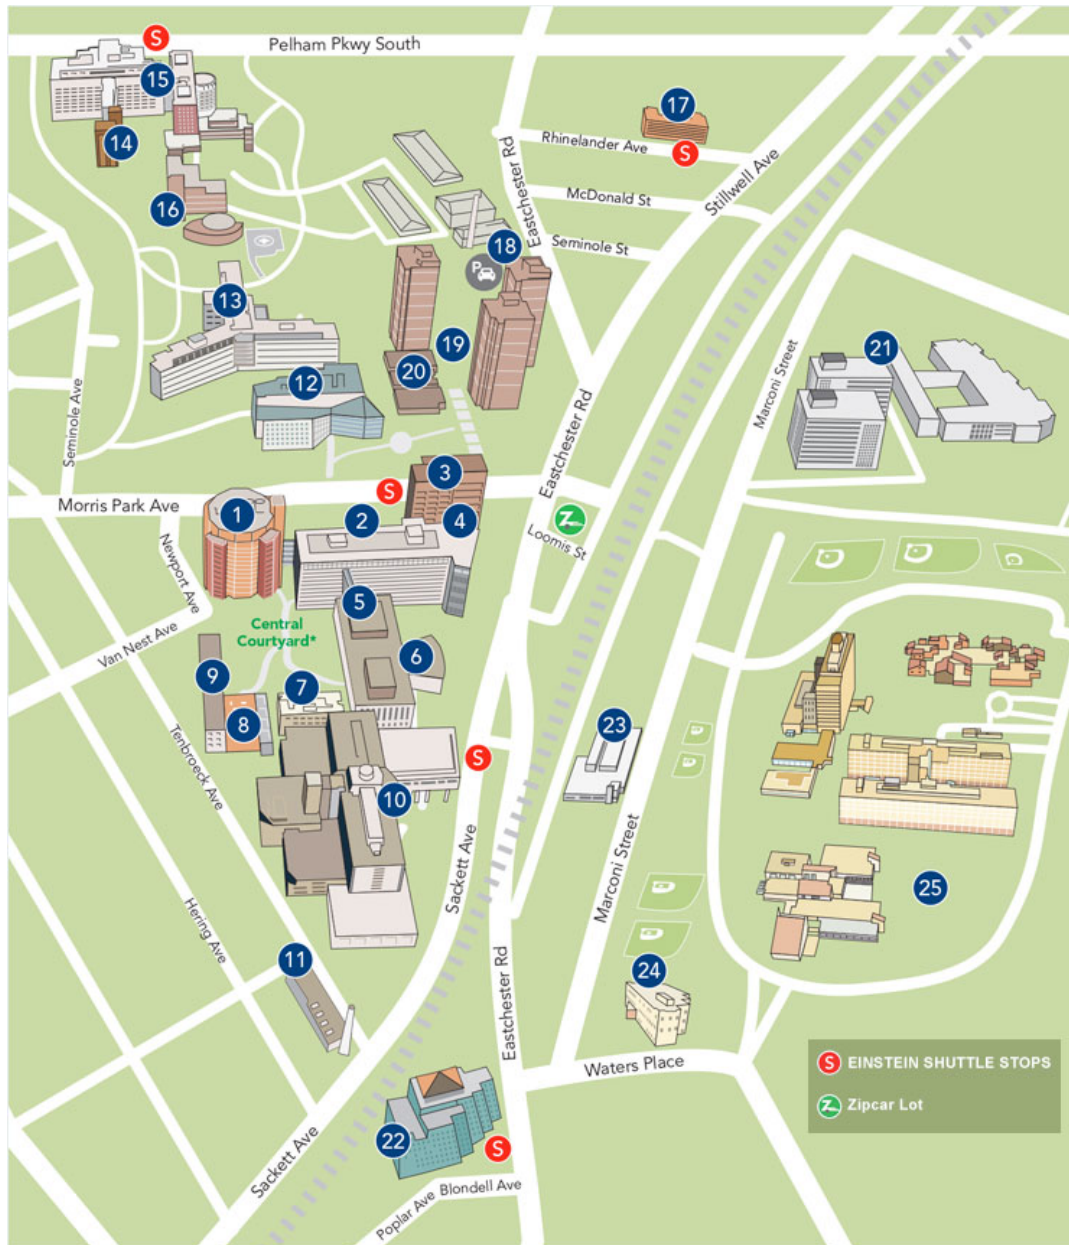 S
Pelham Pkwy South
15
17
14
Rhinelander Ave
S
Eastchester Rd
Stillwell Ave
McDonald St
16
18
Seminole St
P
13
19
21
Marconi Street
20
12
Seminole Ave
Eastchester Rd
3
S
Morris Park Ave
1
2
4
Z
Loomis St
Newport Ave
5
Central
Courtyard*
Van Nest Ave
6
9
7
8
23
Tenbroeck Ave
S
10
Sackett Ave
Marconi Street
25
Hering Ave
11
24
Eastchester Rd
S EINSTEIN SHUTTLE STOPS
Waters Place
Z Zipcar Lot
22
S
Sackett Ave
Blondell Ave
Poplar Ave